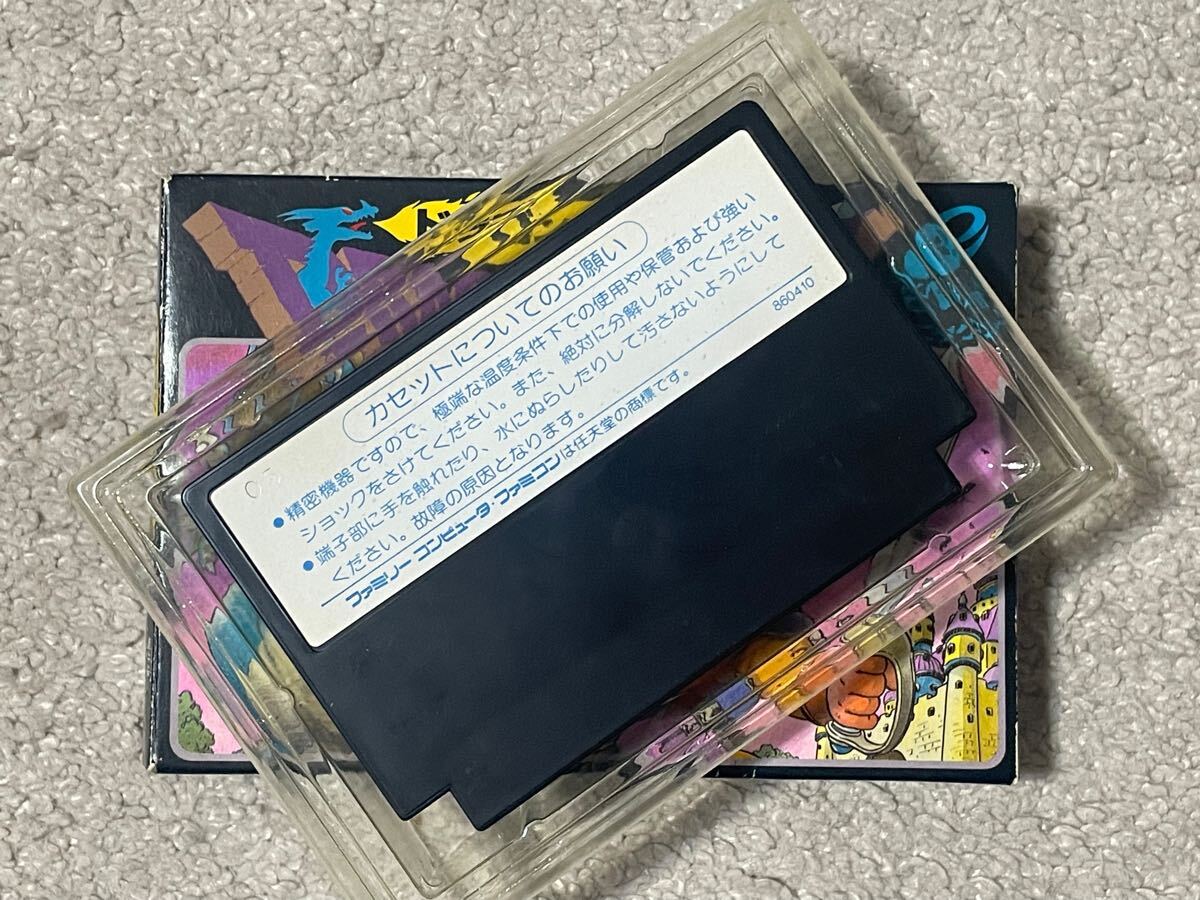 カセットについてのお願い
●精密機器ですので、極端な温度条件下での使用や保管および強い
ショックをさけてください。また、絶対に分解しないでください。
●端子部に手を触れたり、水にぬらしたりして汚さないようにして
ください。故障の原因となります。
860410
ファミリーコンピュータ・ファミコンは任天堂の商標です。